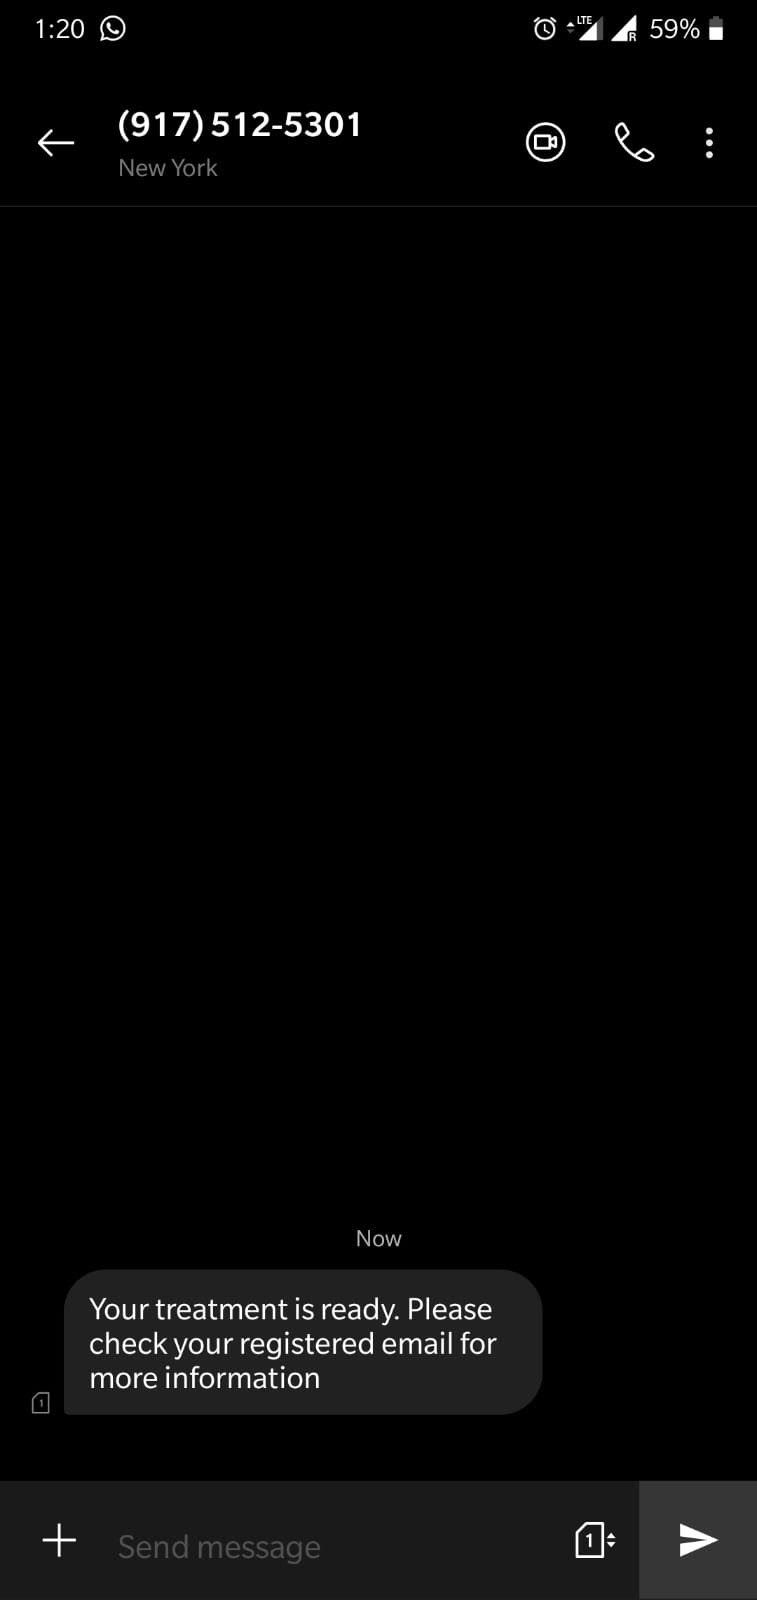 1:20 LTE R 59%
(917) 512-5301
New York
Now
Your treatment is ready. Please
check your registered email for
more information
1
Send message 1